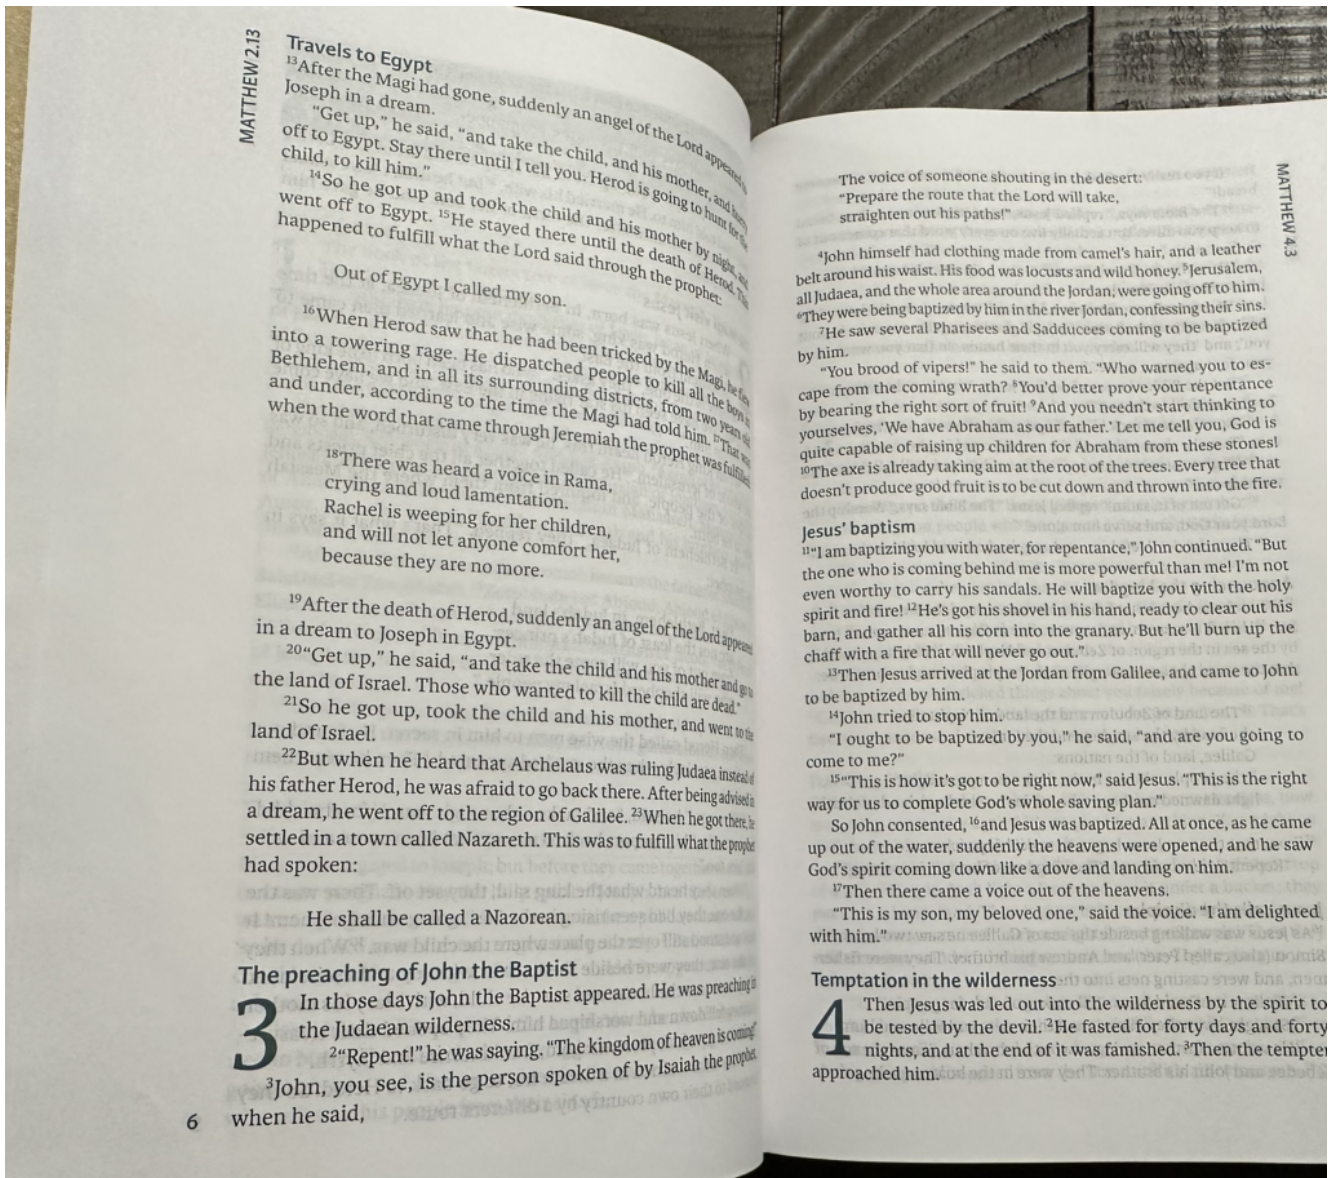 MATTHEW 2.13
Travels to Egypt
¹³After the Magi had gone, suddenly an angel of the Lord appeared to
Joseph in a dream.
“Get up,” he said, “and take the child, and his mother, and hurry
off to Egypt. Stay there until I tell you. Herod is going to hunt for the
child, to kill him.”
¹⁴So he got up and took the child and his mother by night, and
went off to Egypt. ¹⁵He stayed there until the death of Herod. This
happened to fulfill what the Lord said through the prophet:
Out of Egypt I called my son.
¹⁶When Herod saw that he had been tricked by the Magi, he flew
into a towering rage. He dispatched people to kill all the boys in
Bethlehem, and in all its surrounding districts, from two years old
and under, according to the time the Magi had told him. ¹⁷That was
when the word that came through Jeremiah the prophet was fulfilled:
¹⁸There was heard a voice in Rama,
crying and loud lamentation.
Rachel is weeping for her children,
and will not let anyone comfort her,
because they are no more.
¹⁹After the death of Herod, suddenly an angel of the Lord appeared
in a dream to Joseph in Egypt.
²⁰“Get up,” he said, “and take the child and his mother and go to
the land of Israel. Those who wanted to kill the child are dead.”
²¹So he got up, took the child and his mother, and went to the
land of Israel.
²²But when he heard that Archelaus was ruling Judaea instead of
his father Herod, he was afraid to go back there. After being advised in
a dream, he went off to the region of Galilee. ²³When he got there, he
settled in a town called Nazareth. This was to fulfill what the prophet
had spoken:
He shall be called a Nazorean.
The preaching of John the Baptist
3 In those days John the Baptist appeared. He was preaching in
the Judaean wilderness.
²“Repent!” he was saying. “The kingdom of heaven is coming!”
³John, you see, is the person spoken of by Isaiah the prophet,
when he said,
6
MATTHEW 4.3
The voice of someone shouting in the desert:
“Prepare the route that the Lord will take,
straighten out his paths!”
⁴John himself had clothing made from camel’s hair, and a leather
belt around his waist. His food was locusts and wild honey. ⁵Jerusalem,
all Judaea, and the whole area around the Jordan, were going off to him.
⁶They were being baptized by him in the river Jordan, confessing their sins.
⁷He saw several Pharisees and Sadducees coming to be baptized
by him.
“You brood of vipers!” he said to them. “Who warned you to es-
cape from the coming wrath? ⁸You’d better prove your repentance
by bearing the right sort of fruit! ⁹And you needn’t start thinking to
yourselves, ‘We have Abraham as our father.’ Let me tell you, God is
quite capable of raising up children for Abraham from these stones!
¹⁰The axe is already taking aim at the root of the trees. Every tree that
doesn’t produce good fruit is to be cut down and thrown into the fire.
Jesus’ baptism
¹¹“I am baptizing you with water, for repentance,” John continued. “But
the one who is coming behind me is more powerful than me! I’m not
even worthy to carry his sandals. He will baptize you with the holy
spirit and fire! ¹²He’s got his shovel in his hand, ready to clear out his
barn, and gather all his corn into the granary. But he’ll burn up the
chaff with a fire that will never go out.”
¹³Then Jesus arrived at the Jordan from Galilee, and came to John
to be baptized by him.
¹⁴John tried to stop him.
“I ought to be baptized by you,” he said, “and are you going to
come to me?”
¹⁵“This is how it’s got to be right now,” said Jesus. “This is the right
way for us to complete God’s whole saving plan.”
So John consented, ¹⁶and Jesus was baptized. All at once, as he came
up out of the water, suddenly the heavens were opened, and he saw
God’s spirit coming down like a dove and landing on him.
¹⁷Then there came a voice out of the heavens.
“This is my son, my beloved one,” said the voice. “I am delighted
with him.”
Temptation in the wilderness
4 Then Jesus was led out into the wilderness by the spirit to
be tested by the devil. ²He fasted for forty days and forty
nights, and at the end of it was famished. ³Then the tempter
approached him.